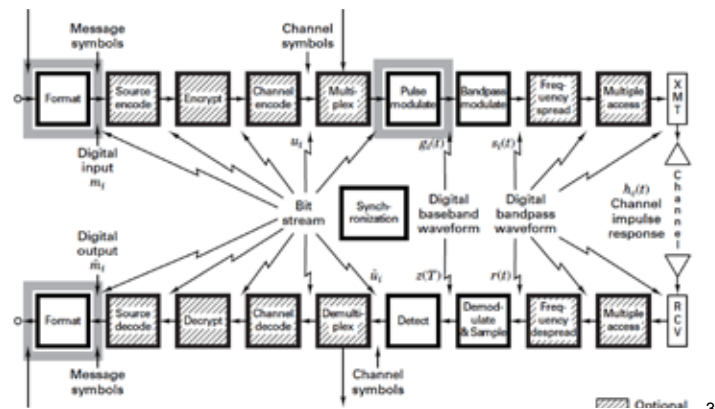 Message
symbols
Channel
symbols
Format
Source
encode
Encrypt
Channel
encode
Multi-
plex
Pulse
modulate
Bandpass
modulate
Freq-
uency
spread
Multiple
access
X
M
T
Digital
input
mi
ui
gi(t)
si(t)
Bit
stream
Synch-
ronization
Digital
baseband
waveform
Digital
bandpass
waveform
hc(t)
Channel
impulse
response
C
h
a
n
n
e
l
Digital
output
m̂i
ûi
z(T)
r(t)
Format
Source
decode
Decrypt
Channel
decode
Demulti-
plex
Detect
Demod-
ulate
& Sample
Freq-
uency
despread
Multiple
access
R
C
V
Message
symbols
Channel
symbols
Optional
3